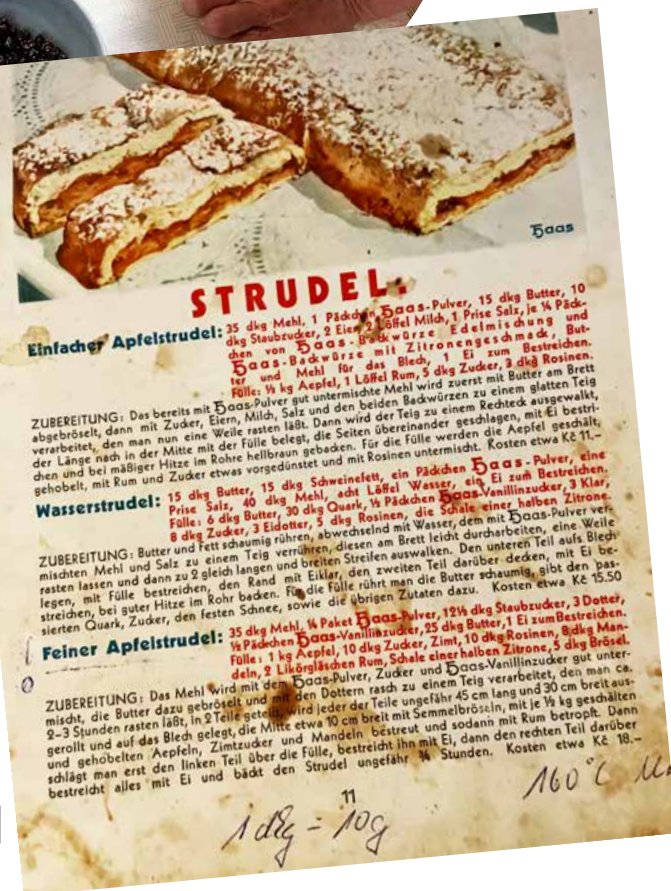 Haas
STRUDEL.
Einfacher Apfelstrudel: 35 dkg Mehl, 1 Päckchen Haas-Pulver, 15 dkg Butter, 10
dkg Staubzucker, 2 Eier, 2 Löffel Milch, 1 Prise Salz, je ¼ Päck-
chen von Haas-Backwürze Edelmischung und
Haas-Backwürze mit Zitronengeschmack, But-
ter und Mehl für das Blech, 1 Ei zum Bestreichen.
Fülle: ½ kg Aepfel, 1 Löffel Rum, 5 dkg Zucker, 3 dkg Rosinen.
ZUBEREITUNG: Das bereits mit Haas-Pulver gut untermischte Mehl wird zuerst mit Butter am Brett
abgebröselt, dann mit Zucker, Eiern, Milch, Salz und den beiden Backwürzen zu einem glatten Teig
verarbeitet, den man nun eine Weile rasten läßt. Dann wird der Teig zu einem Rechteck ausgewalkt,
der Länge nach in der Mitte mit der Fülle belegt, die Seiten übereinander geschlagen, mit Ei bestri-
chen und bei mäßiger Hitze im Rohre hellbraun gebacken. Für die Fülle werden die Aepfel geschält,
gehobelt, mit Rum und Zucker etwas vorgedünstet und mit Rosinen untermischt. Kosten etwa Kč 11.–
Wasserstrudel: 15 dkg Butter, 15 dkg Schweinefett, ein Päckchen Haas-Pulver, eine
Prise Salz, 40 dkg Mehl, acht Löffel Wasser, ein Ei zum Bestreichen.
Fülle: 6 dkg Butter, 30 dkg Quark, ½ Päckchen Haas-Vanillinzucker, 3 Klar,
8 dkg Zucker, 3 Eidotter, 5 dkg Rosinen, die Schale einer halben Zitrone.
ZUBEREITUNG: Butter und Fett schaumig rühren, abwechselnd mit Wasser, dem mit Haas-Pulver ver-
mischten Mehl und Salz zu einem Teig verrühren, diesen am Brett leicht durcharbeiten, eine Weile
rasten lassen und dann zu 2 gleich langen und breiten Streifen auswalken. Den unteren Teil aufs Blech
legen, mit Fülle bestreichen, den Rand mit Eiklar, den zweiten Teil darüber decken, mit Ei be-
streichen, bei guter Hitze im Rohr backen. Für die Fülle rührt man die Butter schaumig, gibt den pas-
sierten Quark, Zucker, den festen Schnee, sowie die übrigen Zutaten dazu. Kosten etwa Kč 15.50
Feiner Apfelstrudel: 35 dkg Mehl, ¼ Paket Haas-Pulver, 12½ dkg Staubzucker, 3 Dotter,
½ Päckchen Haas-Vanillinzucker, 25 dkg Butter, 1 Ei zum Bestreichen.
Fülle: 1 kg Aepfel, 10 dkg Zucker, Zimt, 10 dkg Rosinen, 8 dkg Man-
deln, 2 Likörgläschen Rum, Schale einer halben Zitrone, 5 dkg Brösel.
ZUBEREITUNG: Das Mehl wird mit dem Haas-Pulver, Zucker und Haas-Vanillinzucker gut unter-
mischt, die Butter dazu gebröselt und mit den Dottern rasch zu einem Teig verarbeitet, den man ca.
2–3 Stunden rasten läßt, in 2 Teile geteilt, wird jeder der Teile ungefähr 45 cm lang und 30 cm breit aus-
gerollt und auf das Blech gelegt, die Mitte etwa 10 cm breit mit Semmelbröseln, mit je ½ kg geschälten
und gehobelten Aepfeln, Zimtzucker und Mandeln bestreut und sodann mit Rum betropft. Dann
schlägt man erst den linken Teil über die Fülle, bestreicht ihn mit Ei, dann den rechten Teil darüber
bestreicht alles mit Ei und bäckt den Strudel ungefähr ¾ Stunden. Kosten etwa Kč 18.–
160°C
11
1 dkg = 10g